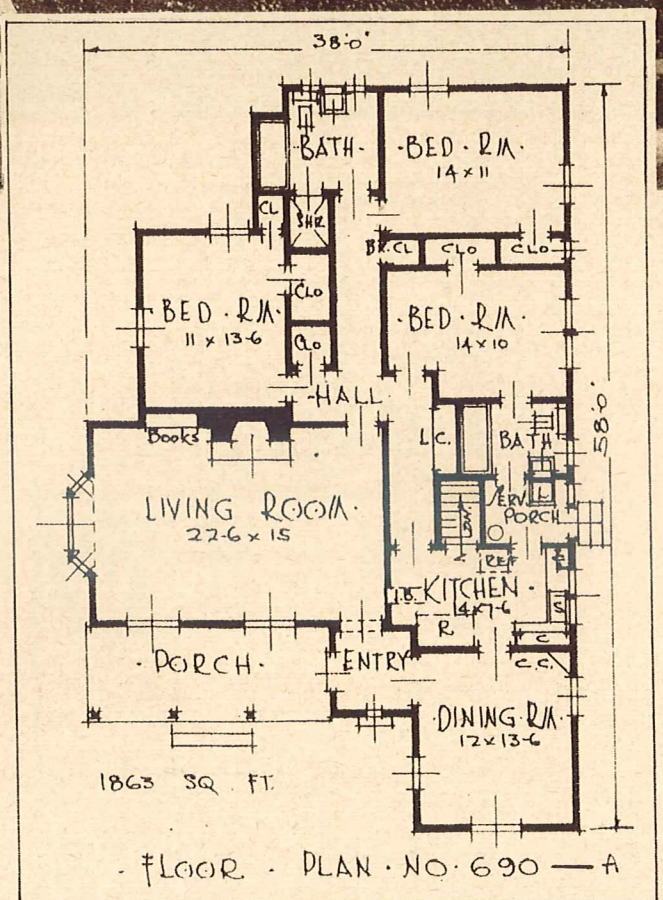 38'-0"
BATH
BED. RM.
14 x 11
CL
SHR
BR. CL
CLO
CLO
BED. RM.
11 x 13-6
CLO
CLO
BED. RM.
14 x 10
HALL
58'-0"
BOOKS
L.C.
BATH
LIVING ROOM.
22-6 x 15
SERV.
PORCH
L
DN
REF
I.B.
KITCHEN.
14x7-6
S
R
C
C.C.
PORCH.
ENTRY
DINING. RM.
12 x 13-6
1863 SQ. FT.
FLOOR. PLAN. NO. 690 — A